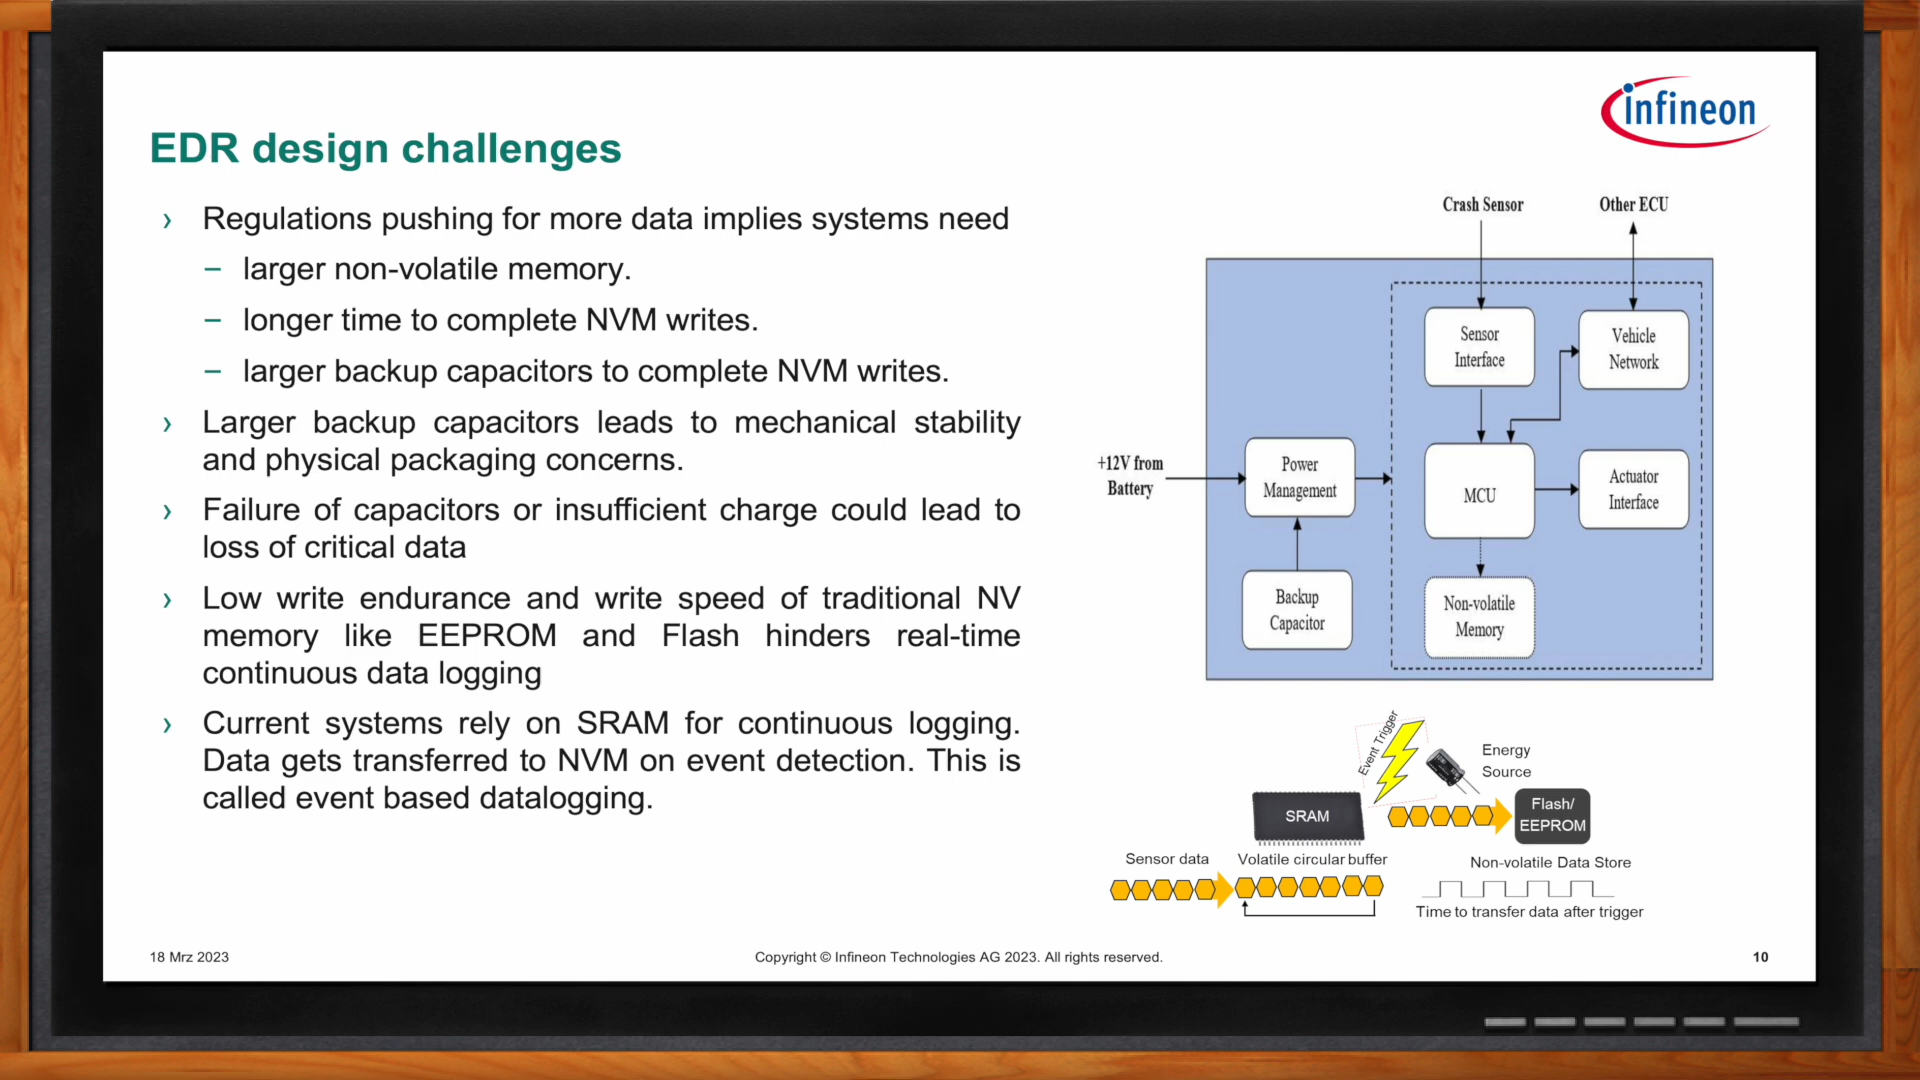 infineon
EDR design challenges
› Regulations pushing for more data implies systems need
– larger non-volatile memory.
– longer time to complete NVM writes.
– larger backup capacitors to complete NVM writes.
› Larger backup capacitors leads to mechanical stability
and physical packaging concerns.
› Failure of capacitors or insufficient charge could lead to
loss of critical data
› Low write endurance and write speed of traditional NV
memory like EEPROM and Flash hinders real-time
continuous data logging
› Current systems rely on SRAM for continuous logging.
Data gets transferred to NVM on event detection. This is
called event based datalogging.
Crash Sensor
Other ECU
Sensor
Interface
Vehicle
Network
+12V from
Battery
Power
Management
MCU
Actuator
Interface
Backup
Capacitor
Non-volatile
Memory
Event Trigger
Energy
Source
SRAM
Flash/
EEPROM
Sensor data
Volatile circular buffer
Non-volatile Data Store
Time to transfer data after trigger
18 Mrz 2023
Copyright © Infineon Technologies AG 2023. All rights reserved.
10